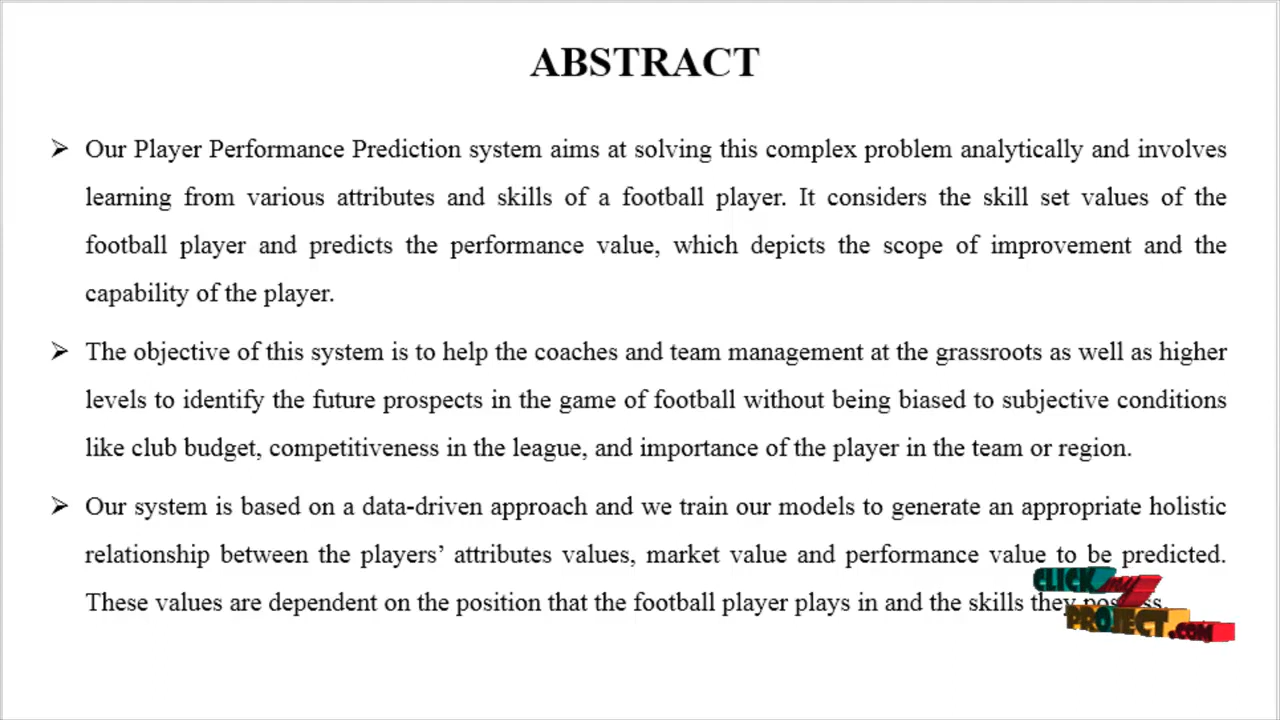 ABSTRACT
➢ Our Player Performance Prediction system aims at solving this complex problem analytically and involves
learning from various attributes and skills of a football player. It considers the skill set values of the
football player and predicts the performance value, which depicts the scope of improvement and the
capability of the player.
➢ The objective of this system is to help the coaches and team management at the grassroots as well as higher
levels to identify the future prospects in the game of football without being biased to subjective conditions
like club budget, competitiveness in the league, and importance of the player in the team or region.
➢ Our system is based on a data-driven approach and we train our models to generate an appropriate holistic
relationship between the players’ attributes values, market value and performance value to be predicted.
These values are dependent on the position that the football player plays in and the skills they possess.
CLICK my
PROJECT.COM